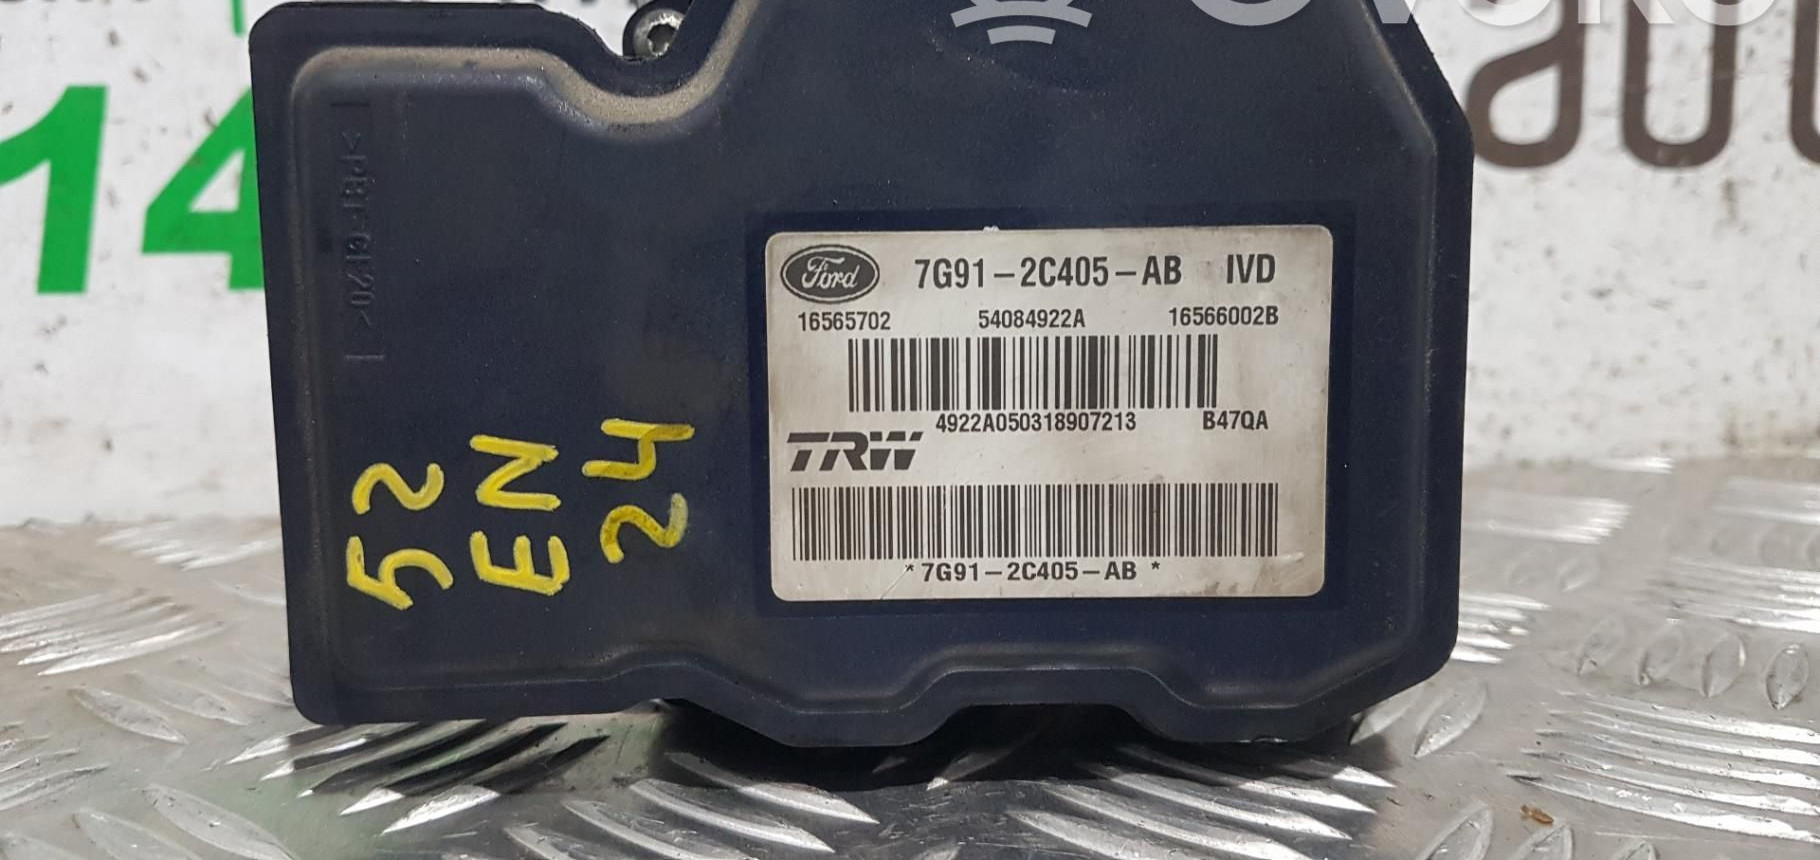 Ford 7G91-2C405-AB IVD
16565702 54084922A 16566002B
4922A050318907213 B47QA
TRW
*7G91-2C405-AB*
52
EN
24
14